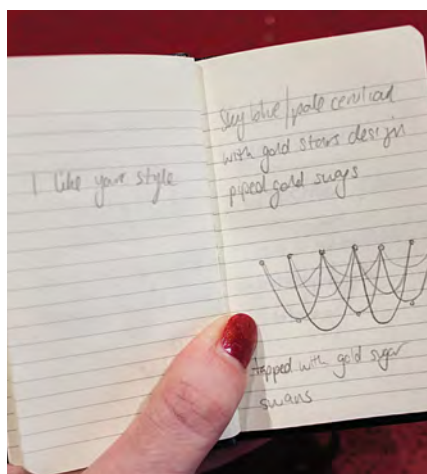 I like your style
Sky blue/pale cerulean
with gold stars design
piped gold swags
topped with gold sugar
swans